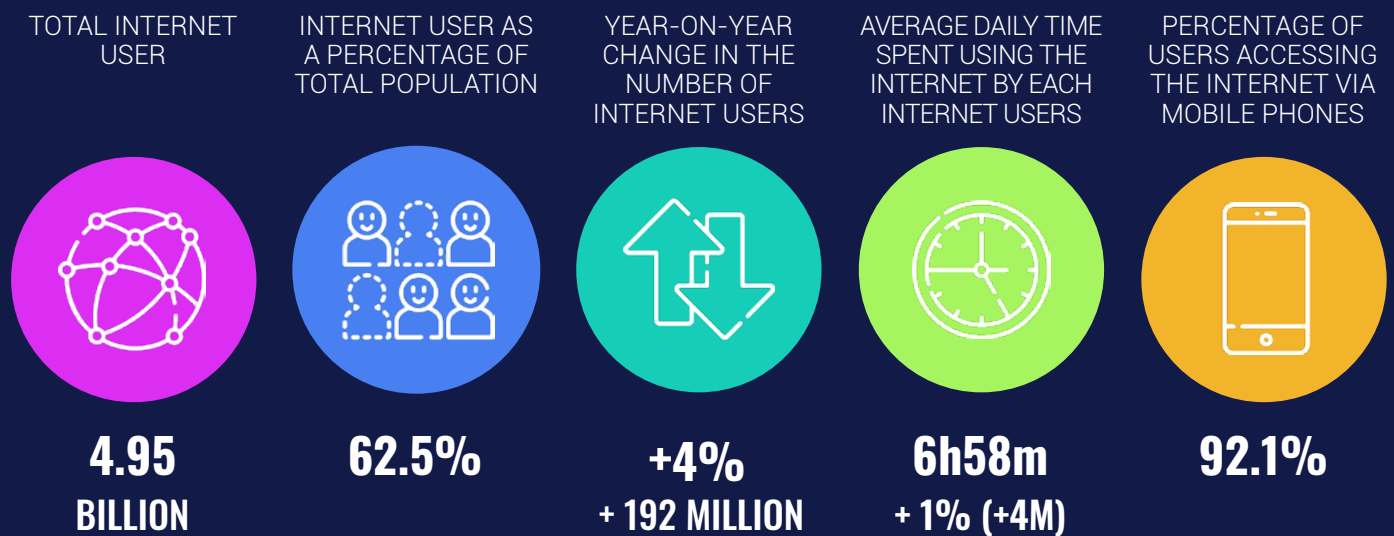 TOTAL INTERNET
USER
4.95
BILLION
INTERNET USER AS
A PERCENTAGE OF
TOTAL POPULATION
62.5%
YEAR-ON-YEAR
CHANGE IN THE
NUMBER OF
INTERNET USERS
+4%
+ 192 MILLION
AVERAGE DAILY TIME
SPENT USING THE
INTERNET BY EACH
INTERNET USERS
6h58m
+ 1% (+4M)
PERCENTAGE OF
USERS ACCESSING
THE INTERNET VIA
MOBILE PHONES
92.1%